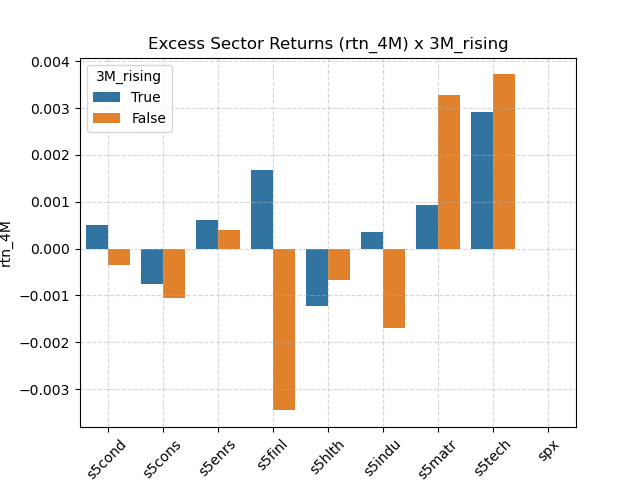 Excess Sector Returns (rtn_4M) x 3M_rising
3M_rising
True
False
0.004
0.003
0.002
0.001
0.000
−0.001
−0.002
−0.003
rtn_4M
s5cond
s5cons
s5enrs
s5finl
s5hlth
s5indu
s5matr
s5tech
spx